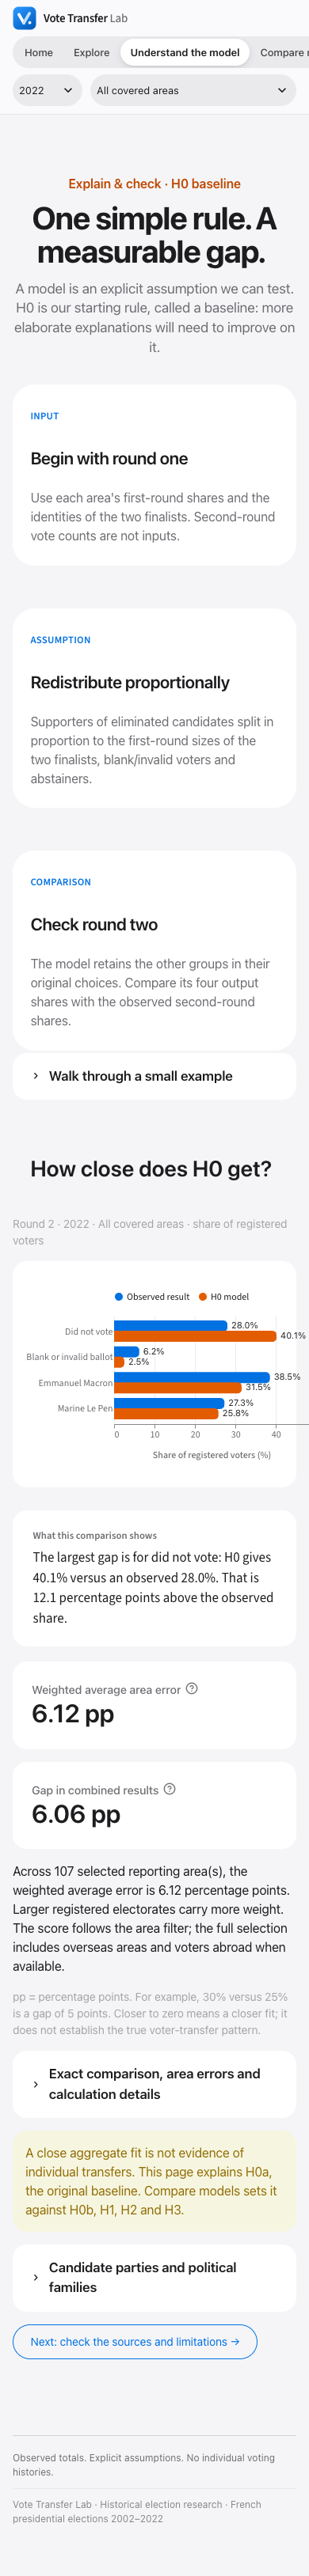 Vote Transfer Lab
Home Explore Understand the model Compare
2022 All covered areas
Explain & check · H0 baseline
One simple rule. A
measurable gap.
A model is an explicit assumption we can test.
H0 is our starting rule, called a baseline: more
elaborate explanations will need to improve on
it.
INPUT
Begin with round one
Use each area's first-round shares and the
identities of the two finalists. Second-round
vote counts are not inputs.
ASSUMPTION
Redistribute proportionally
Supporters of eliminated candidates split in
proportion to the first-round sizes of the
two finalists, blank/invalid voters and
abstainers.
COMPARISON
Check round two
The model retains the other groups in their
original choices. Compare its four output
shares with the observed second-round
shares.
Walk through a small example
How close does H0 get?
Round 2 · 2022 · All covered areas · share of registered
voters
Observed result H0 model
Did not vote 28.0% 40.1%
Blank or invalid ballot 6.2% 2.5%
Emmanuel Macron 38.5% 31.5%
Marine Le Pen 27.3% 25.8%
0 10 20 30 40
Share of registered voters (%)
What this comparison shows
The largest gap is for did not vote: H0 gives
40.1% versus an observed 28.0%. That is
12.1 percentage points above the observed
share.
Weighted average area error
6.12 pp
Gap in combined results
6.06 pp
Across 107 selected reporting area(s), the
weighted average error is 6.12 percentage points.
Larger registered electorates carry more weight.
The score follows the area filter; the full selection
includes overseas areas and voters abroad when
available.
pp = percentage points. For example, 30% versus 25%
is a gap of 5 points. Closer to zero means a closer fit; it
does not establish the true voter-transfer pattern.
Exact comparison, area errors and
calculation details
A close aggregate fit is not evidence of
individual transfers. This page explains H0a,
the original baseline. Compare models sets it
against H0b, H1, H2 and H3.
Candidate parties and political
families
Next: check the sources and limitations →
Observed totals. Explicit assumptions. No individual voting
histories.
Vote Transfer Lab · Historical election research · French
presidential elections 2002–2022